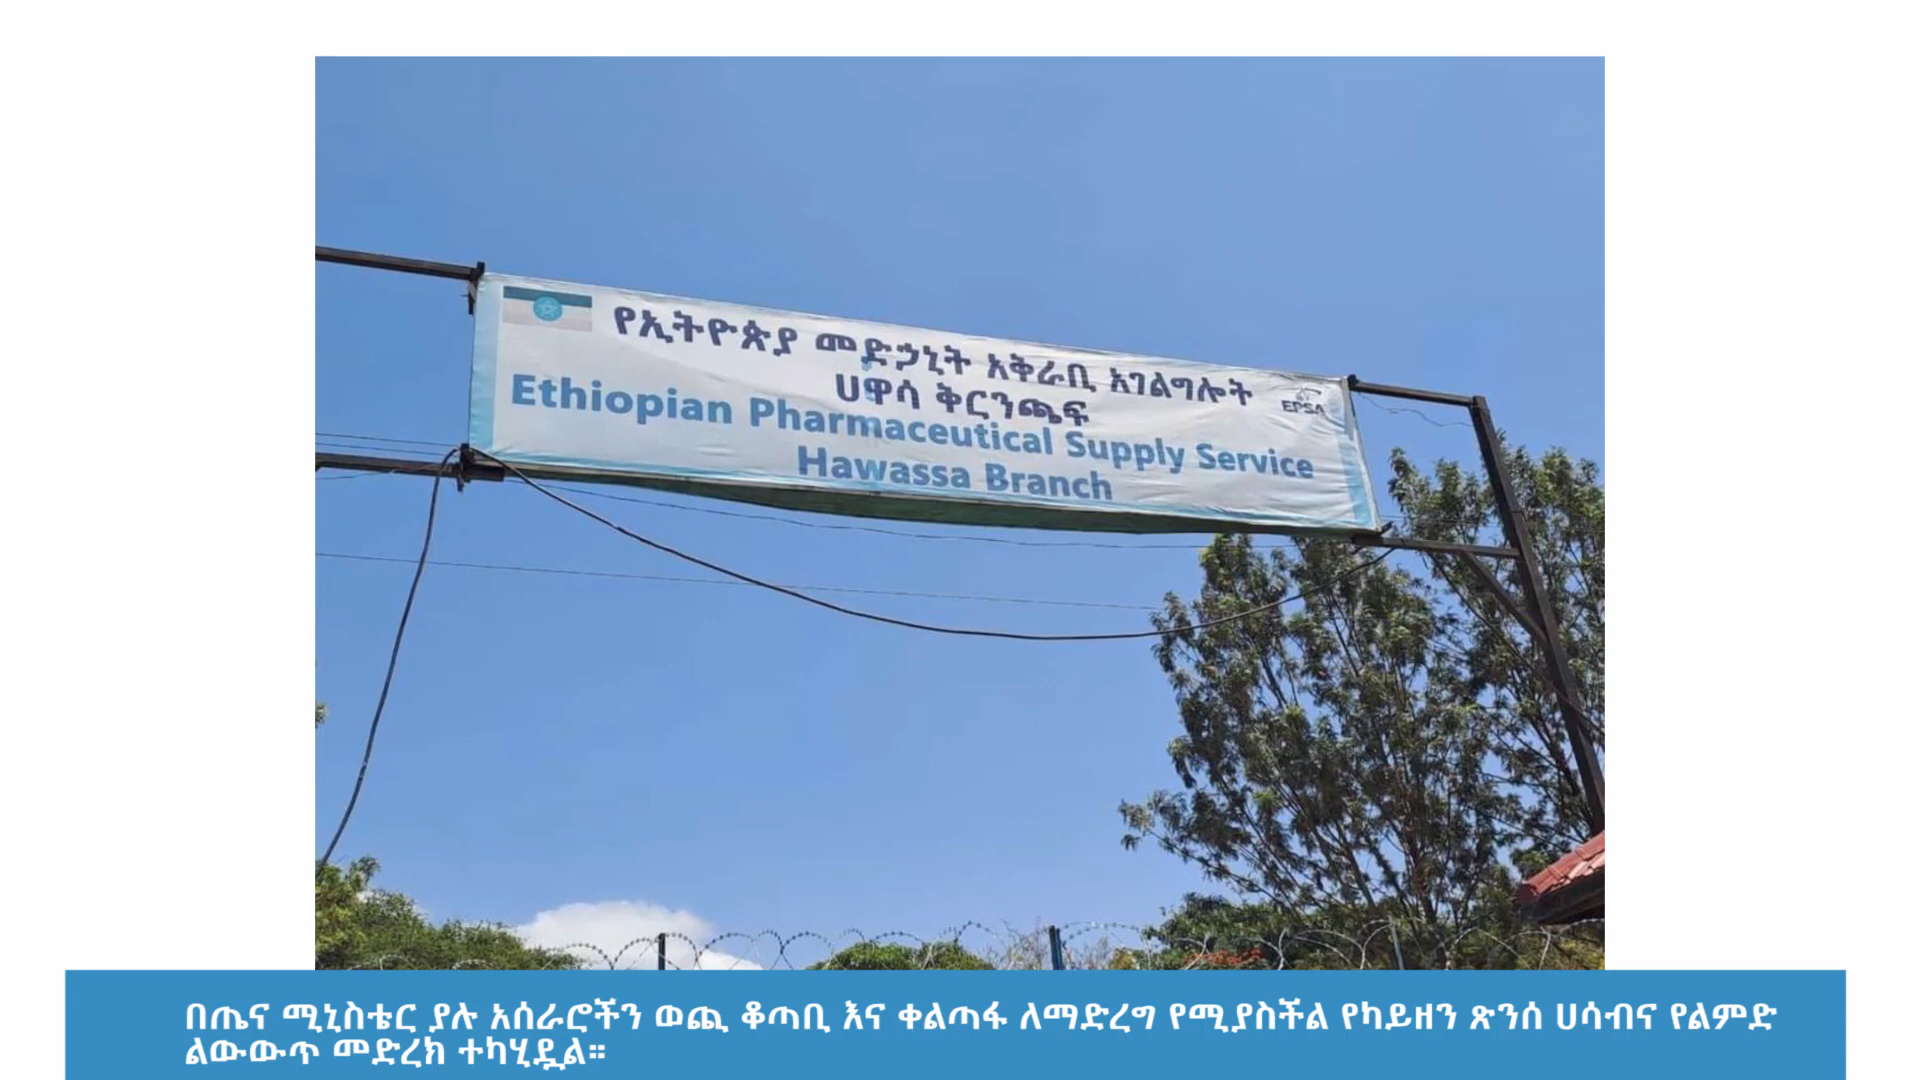 የኢትዮጵያ መድኃኒት አቅራቢ አገልግሎት
ሀዋሳ ቅርንጫፍ
EPSA
Ethiopian Pharmaceutical Supply Service
Hawassa Branch
በጤና ሚኒስቴር ያሉ አሰራሮችን ወጪ ቆጣቢ እና ቀልጣፋ ለማድረግ የሚያስችል የካይዘን ጽንሰ ሀሳብና የልምድ
ልውውጥ መድረክ ተካሂዷል።